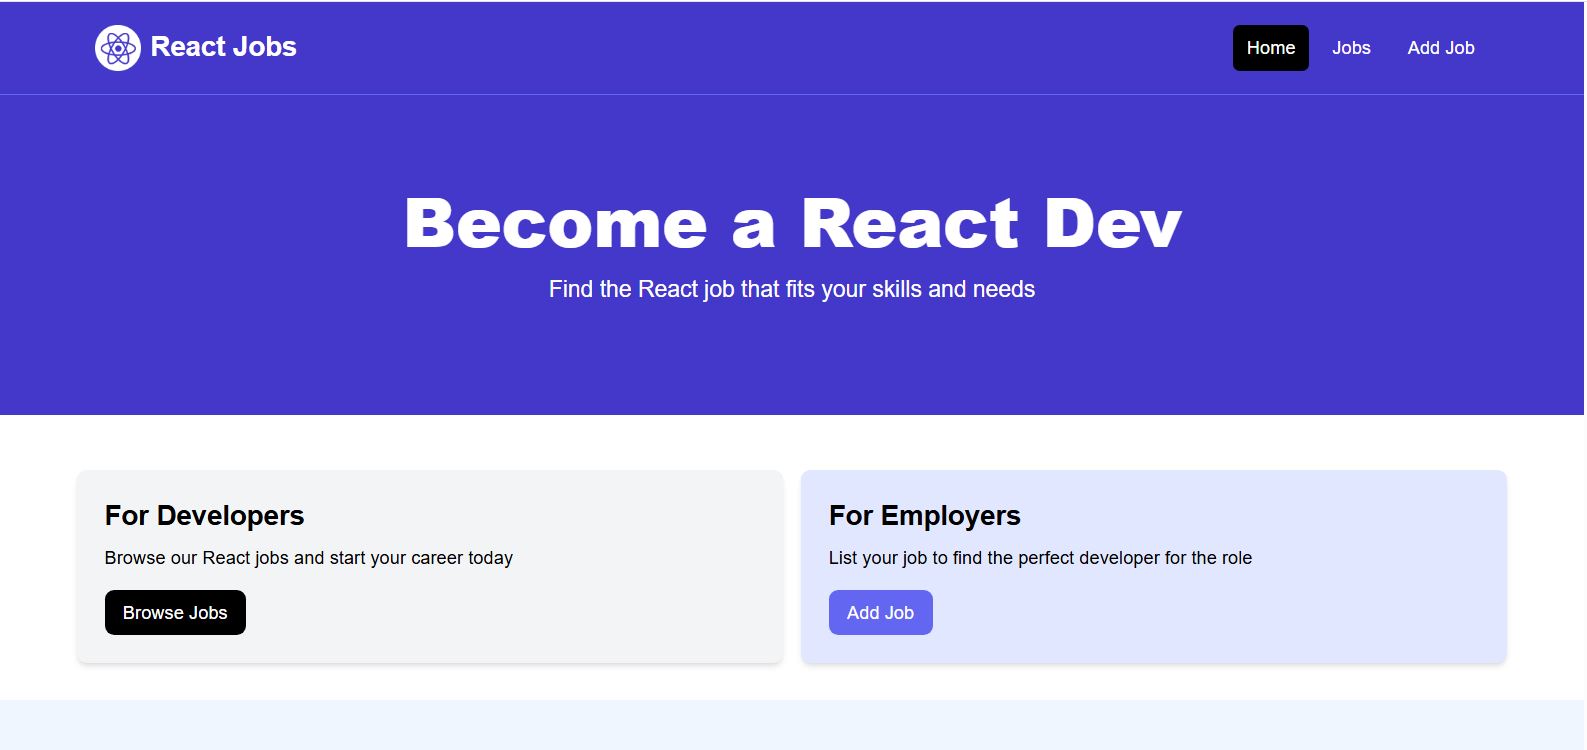 React Jobs
Home Jobs Add Job
Become a React Dev
Find the React job that fits your skills and needs
For Developers
Browse our React jobs and start your career today
Browse Jobs
For Employers
List your job to find the perfect developer for the role
Add Job